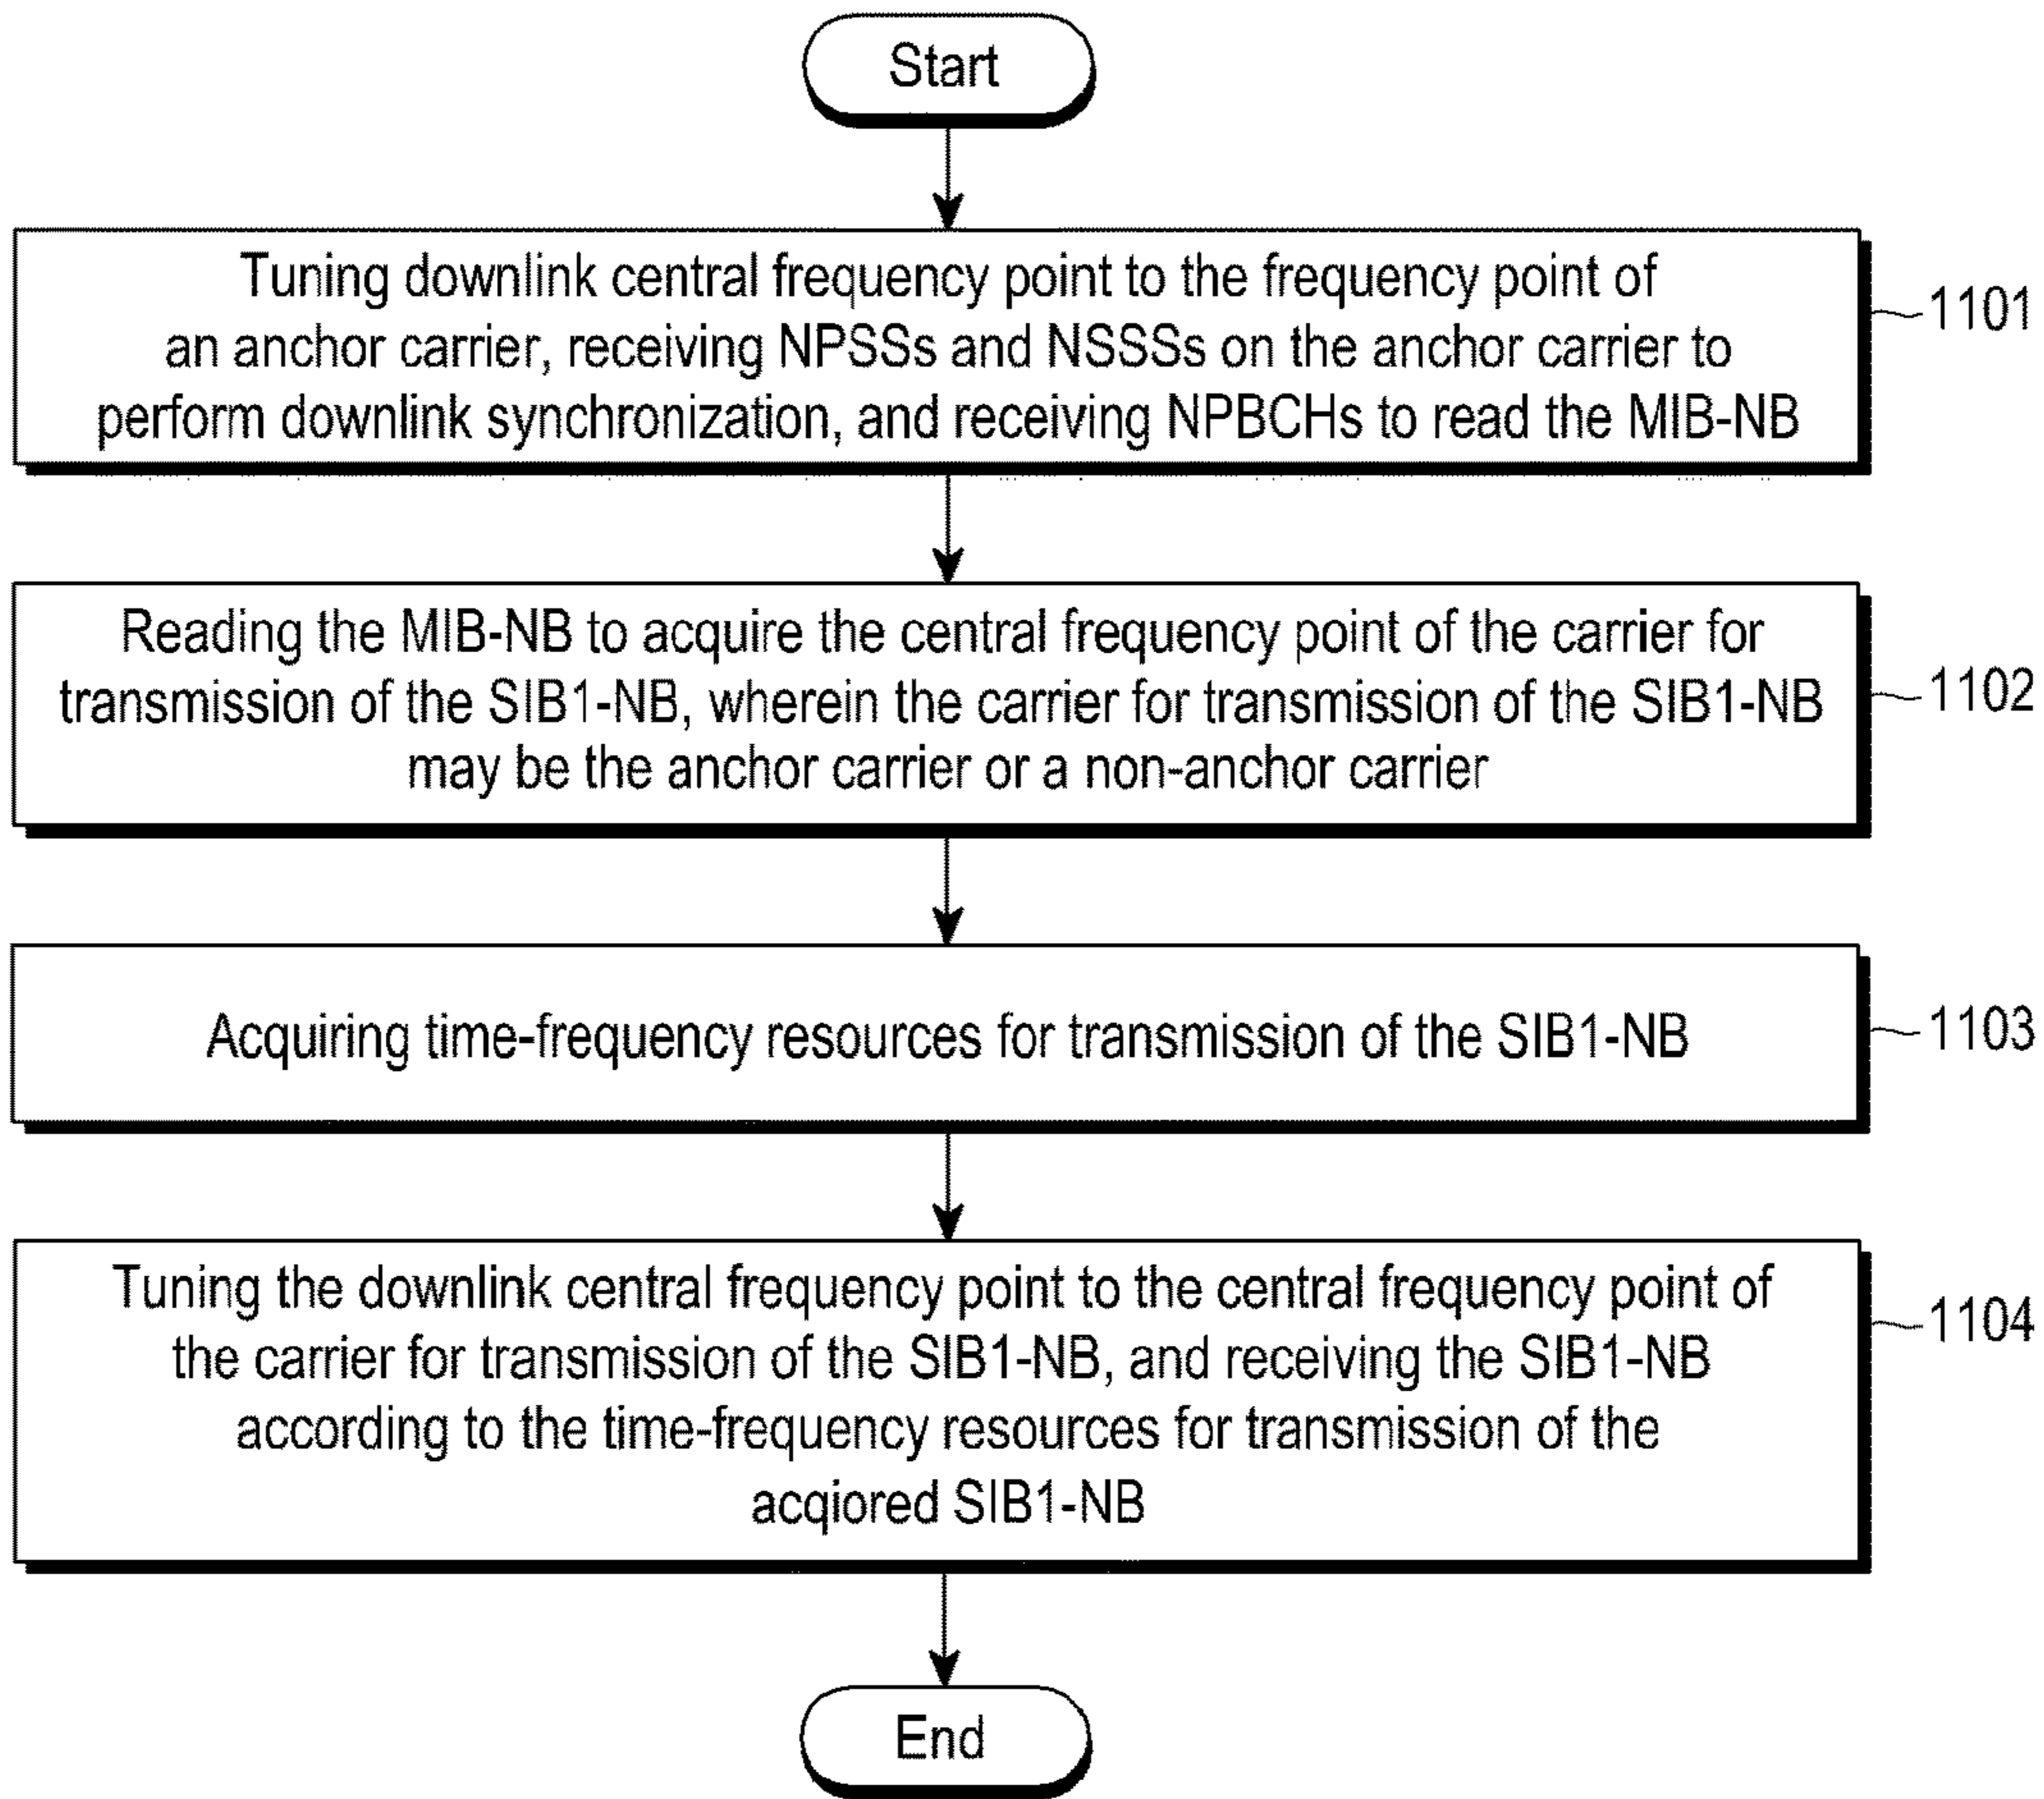 Start
Tuning downlink central frequency point to the frequency point of
an anchor carrier, receiving NPSSs and NSSSs on the anchor carrier to
perform downlink synchronization, and receiving NPBCHs to read the MIB-NB
1101
Reading the MIB-NB to acquire the central frequency point of the carrier for
transmission of the SIB1-NB, wherein the carrier for transmission of the SIB1-NB
may be the anchor carrier or a non-anchor carrier
1102
Acquiring time-frequency resources for transmission of the SIB1-NB
1103
Tuning the downlink central frequency point to the central frequency point of
the carrier for transmission of the SIB1-NB, and receiving the SIB1-NB
according to the time-frequency resources for transmission of the
acqiored SIB1-NB
1104
End